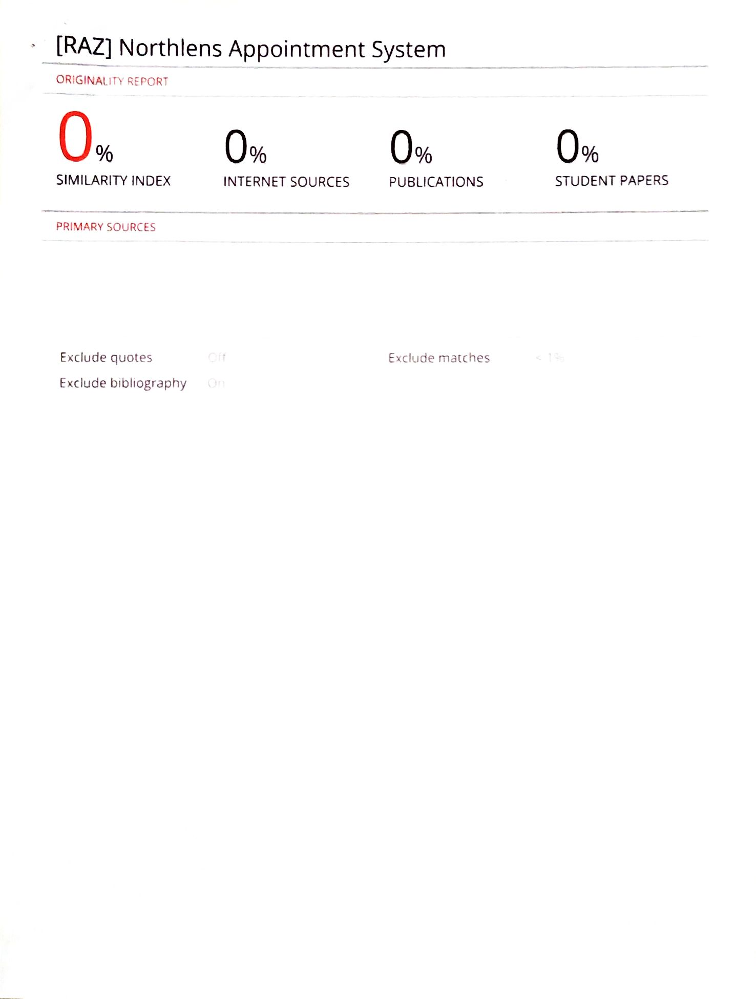 [RAZ] Northlens Appointment System
ORIGINALITY REPORT
0% 0% 0% 0%
SIMILARITY INDEX INTERNET SOURCES PUBLICATIONS STUDENT PAPERS
PRIMARY SOURCES
Exclude quotes Off Exclude matches < 1%
Exclude bibliography On